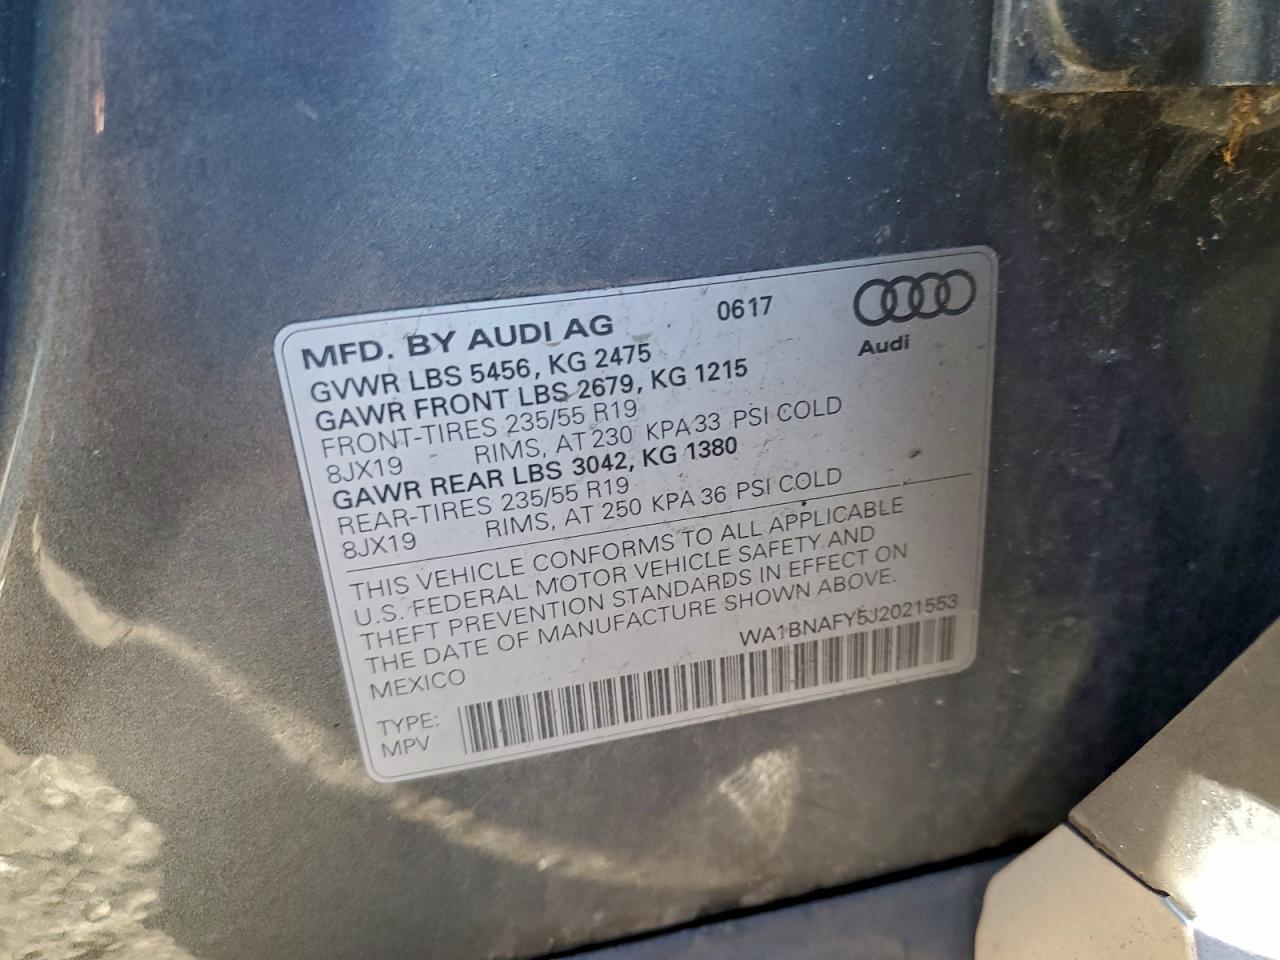 MFD. BY AUDI AG 0617
Audi
GVWR LBS 5456, KG 2475
GAWR FRONT LBS 2679, KG 1215
FRONT-TIRES 235/55 R19
8JX19 RIMS, AT 230 KPA 33 PSI COLD
GAWR REAR LBS 3042, KG 1380
REAR-TIRES 235/55 R19
8JX19 RIMS, AT 250 KPA 36 PSI COLD
THIS VEHICLE CONFORMS TO ALL APPLICABLE
U.S. FEDERAL MOTOR VEHICLE SAFETY AND
THEFT PREVENTION STANDARDS IN EFFECT ON
THE DATE OF MANUFACTURE SHOWN ABOVE.
MEXICO WA1BNAFY5J2021553
TYPE:
MPV